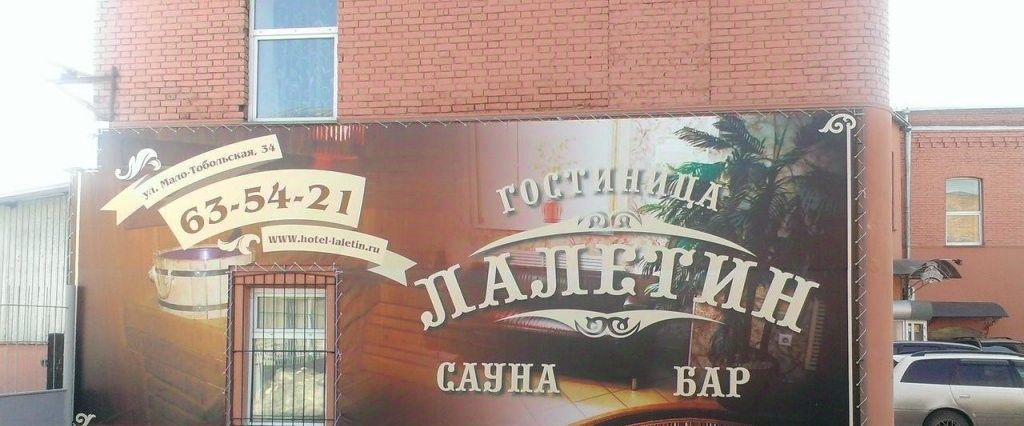 ул. Мало-Тобольская, 34
63-54-21
www.hotel-laletin.ru
ГОСТИНИЦА
ЛАЛЕТИН
САУНА БАР